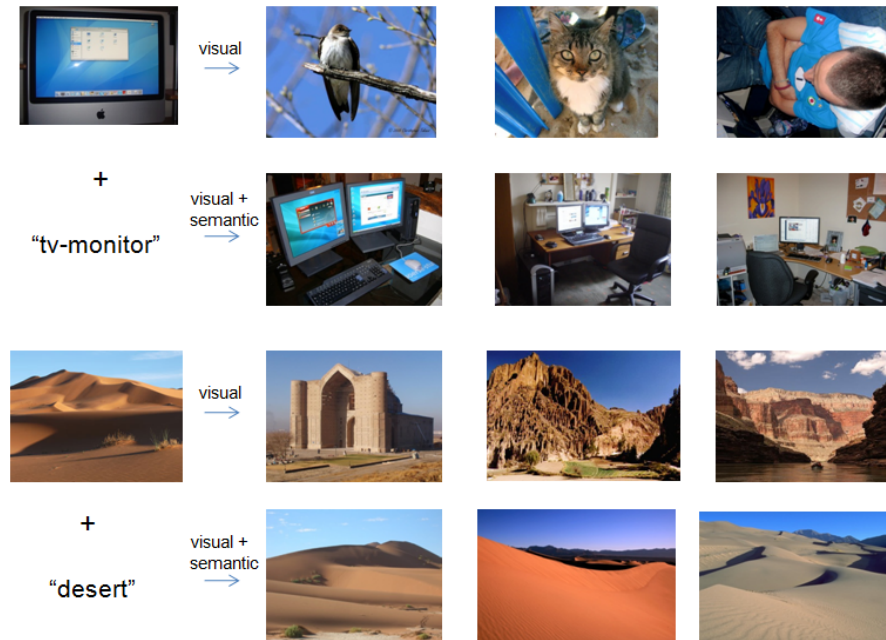 visual
+
visual +
semantic
“tv-monitor”
visual
+
visual +
semantic
“desert”